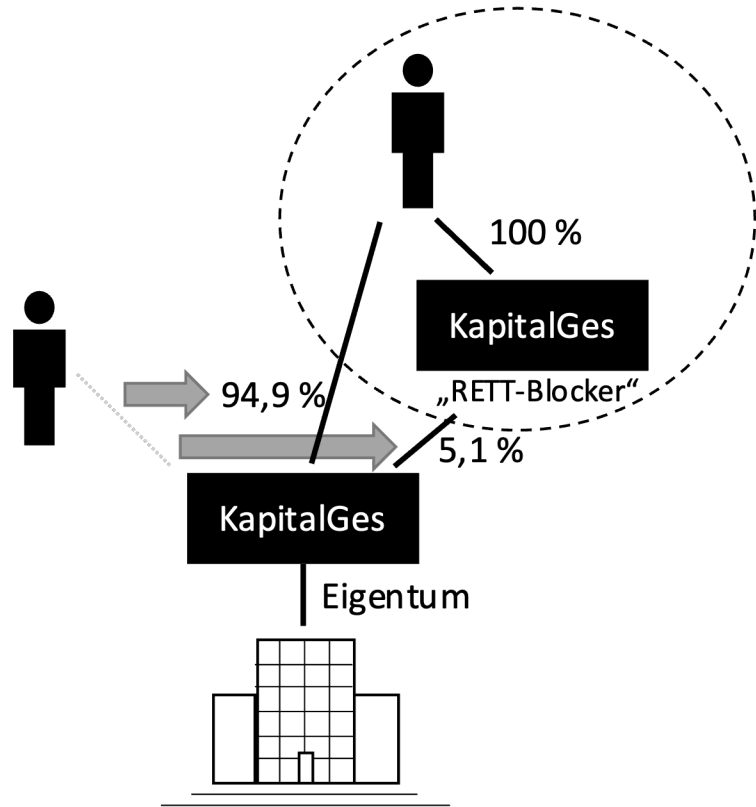 100 %
KapitalGes
„RETT-Blocker“
94,9 %
5,1 %
KapitalGes
Eigentum